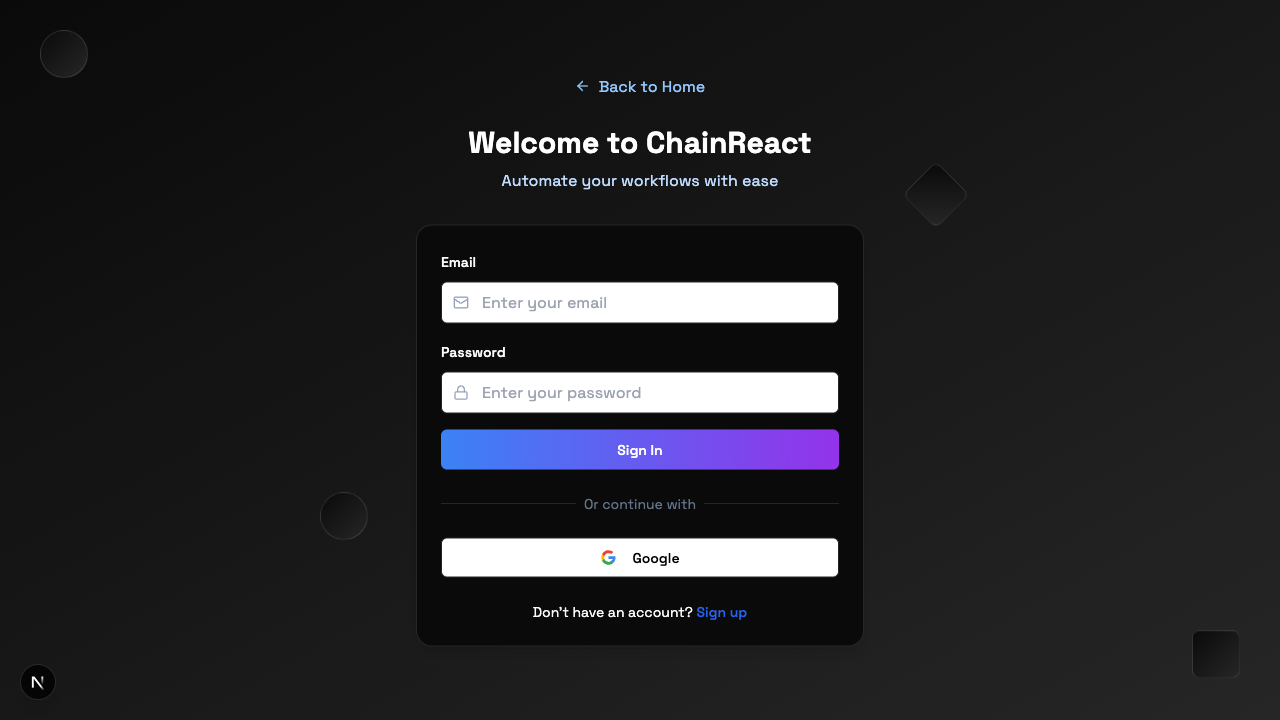 Back to Home
Welcome to ChainReact
Automate your workflows with ease
Email
Enter your email
Password
Enter your password
Sign In
Or continue with
Google
Don't have an account? Sign up
N